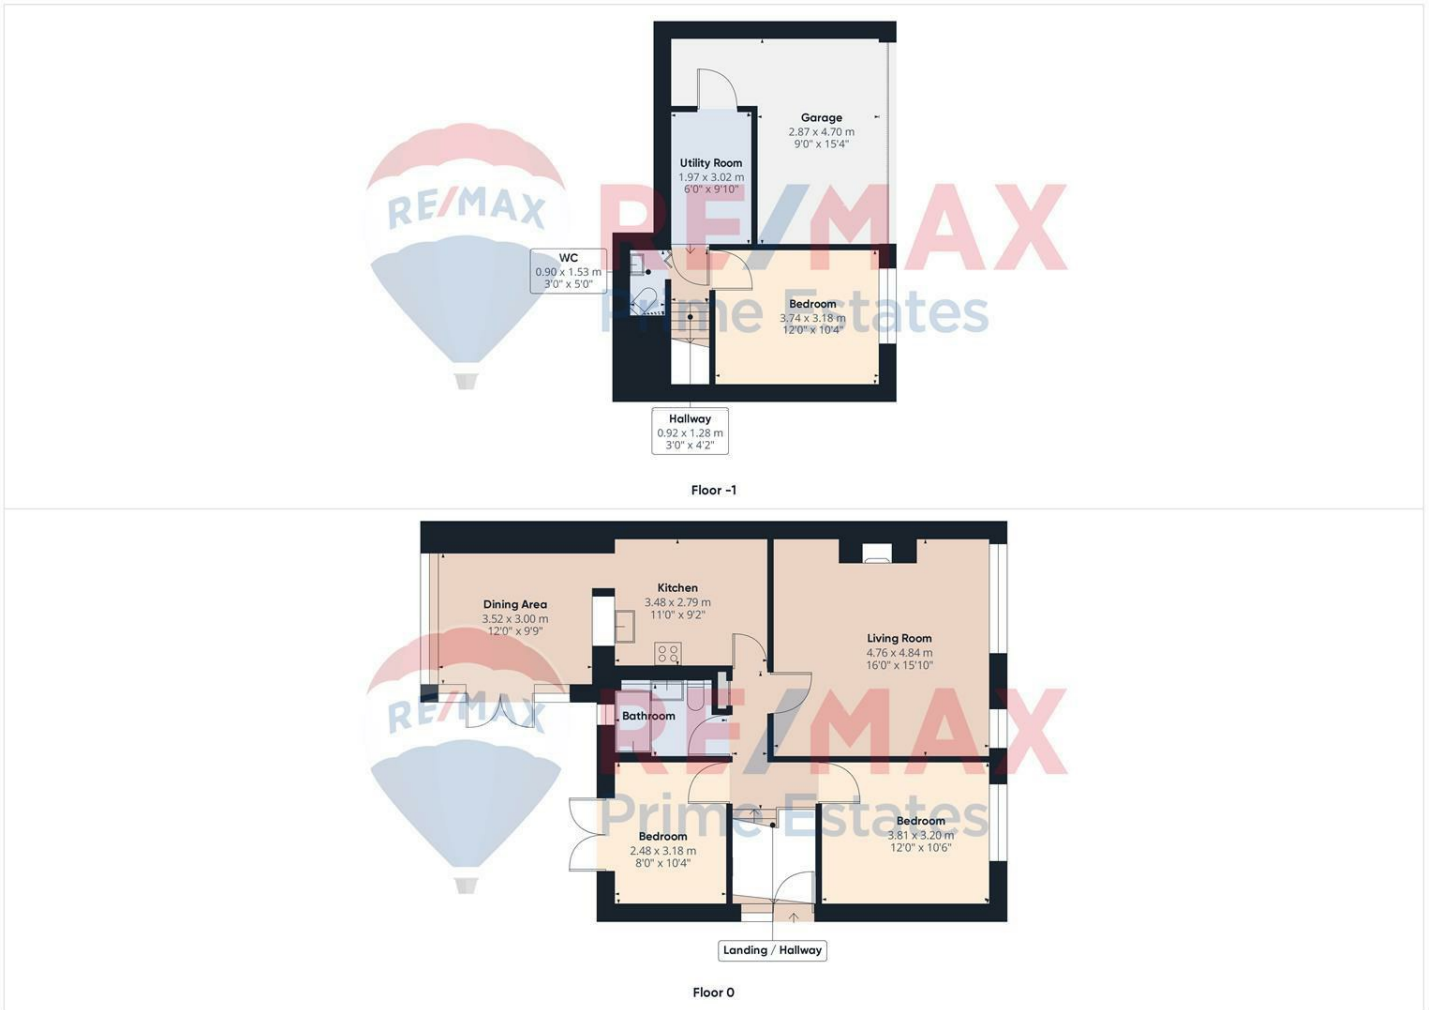 Garage
2.87 x 4.70 m
9'0" x 15'4"
Utility Room
1.97 x 3.02 m
6'0" x 9'10"
RE/MAX
RE/MAX
Prime Estates
WC
0.90 x 1.53 m
3'0" x 5'0"
Bedroom
3.74 x 3.18 m
12'0" x 10'4"
Hallway
0.92 x 1.28 m
3'0" x 4'2"
Floor -1
Kitchen
3.48 x 2.79 m
11'0" x 9'2"
Dining Area
3.52 x 3.00 m
12'0" x 9'9"
Living Room
4.76 x 4.84 m
16'0" x 15'10"
RE/MAX
Bathroom
RE/MAX
Prime Estates
Bedroom
2.48 x 3.18 m
8'0" x 10'4"
Bedroom
3.81 x 3.20 m
12'0" x 10'6"
Landing / Hallway
Floor 0